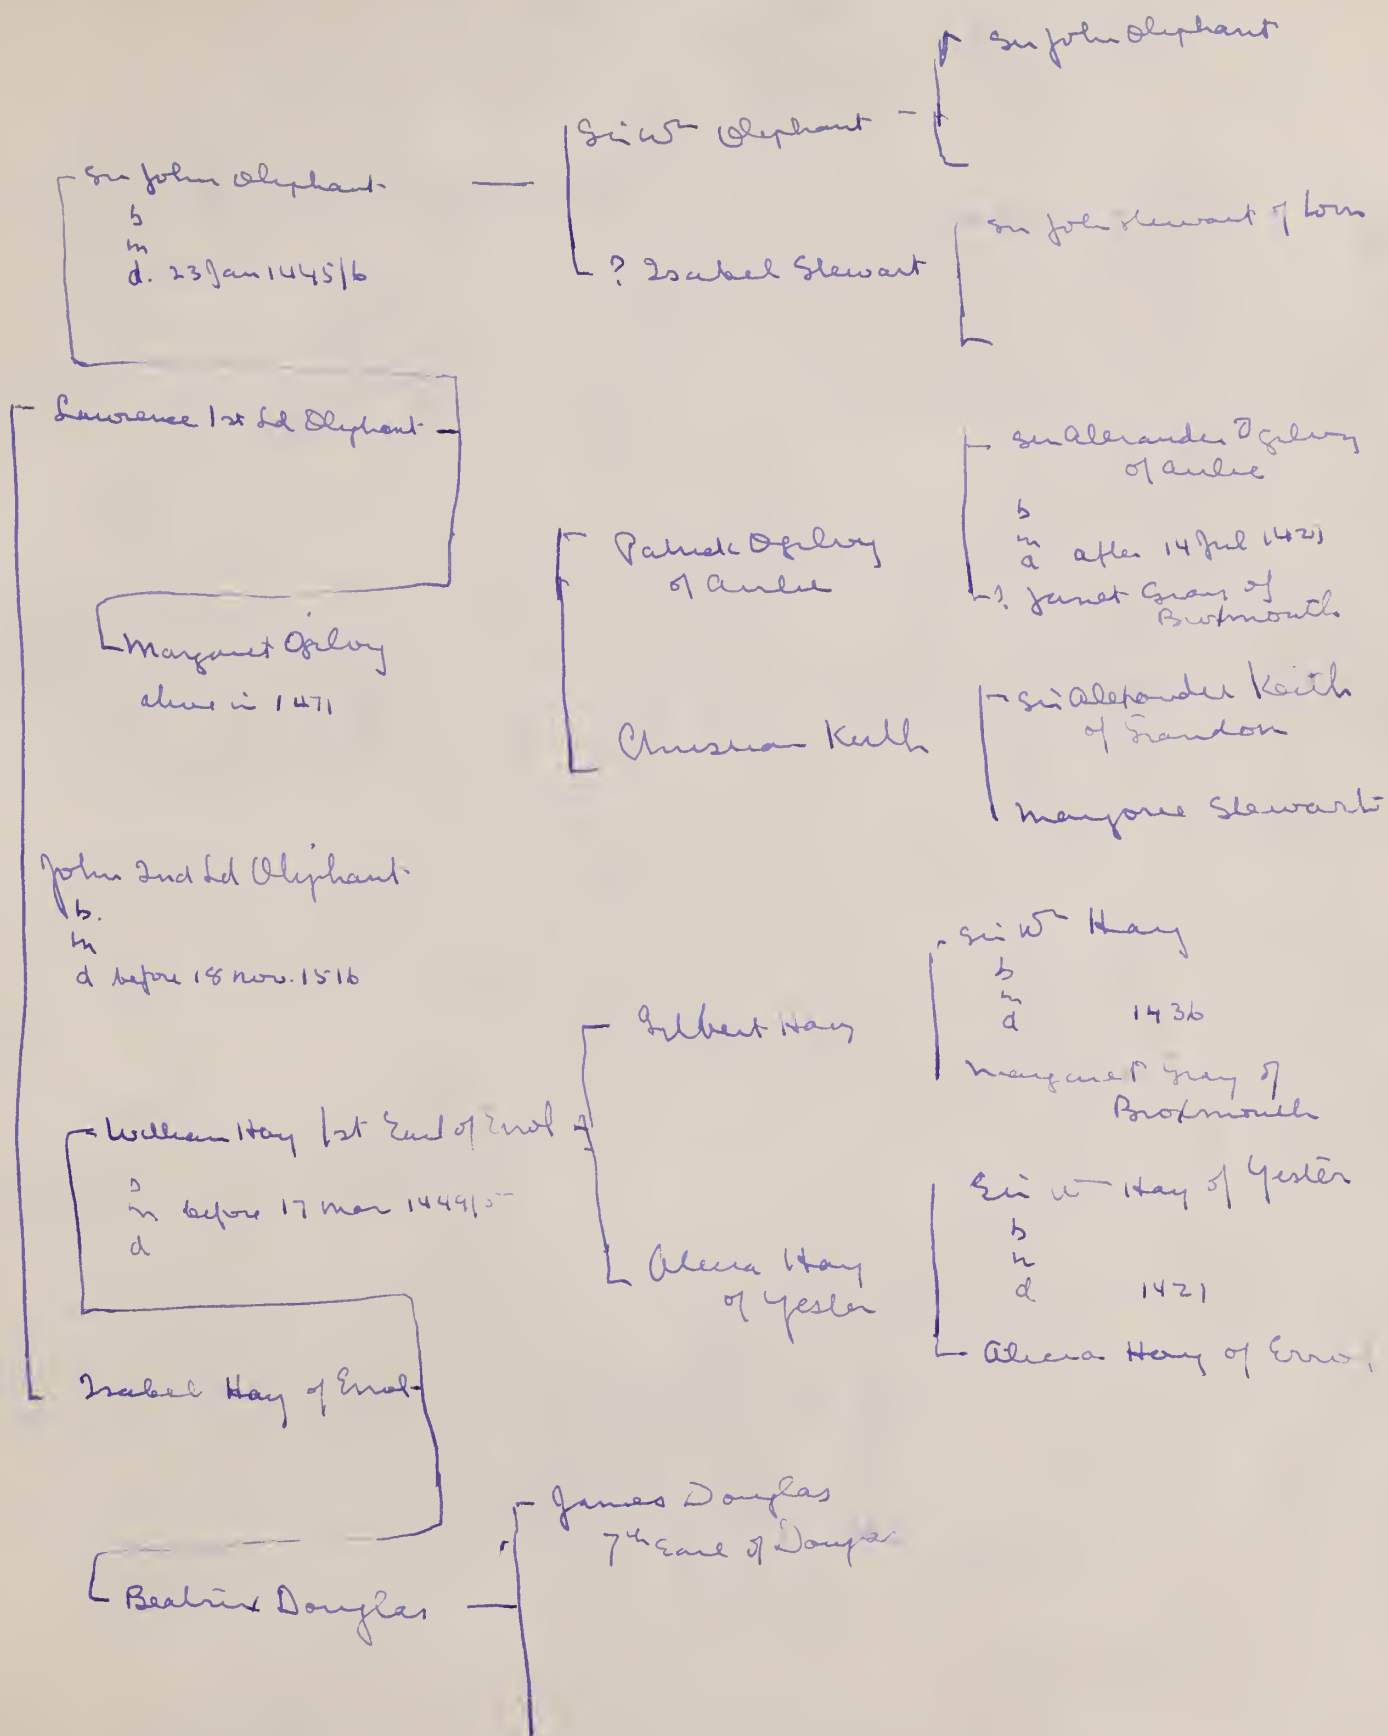 Sir John Oliphant
Sir Wm Oliphant
Sir John Oliphant
b
m
d. 23 Jan 1445/6
Sir John Stewart of Lorn
? Isabel Stewart
Lawrence 1st Ld Oliphant
Sir Alexander Ogilvy
of Airlie
b
m
d after 14 Jul 1421
? Janet Gray of
Broxmouth
Patrick Ogilvy
of Airlie
Margaret Ogilvy
alive in 1471
Sir Alexander Keith
of Grandon
Christian Keith
Marjorie Stewart
John 2nd Ld Oliphant
b.
m
d before 18 Nov. 1516
Sir Wm Hay
b
m
d 1436
Gilbert Hay
Margaret Gray of
Broxmouth
William Hay 1st Earl of Errol
b
m before 17 Mar 1449/5
d
Sir Wm Hay of Yester
b
m
d 1421
Alicia Hay
of Yester
Alicia Hay of Errol
Isabel Hay of Errol
James Douglas
7th Earl of Douglas
Beatrix Douglas